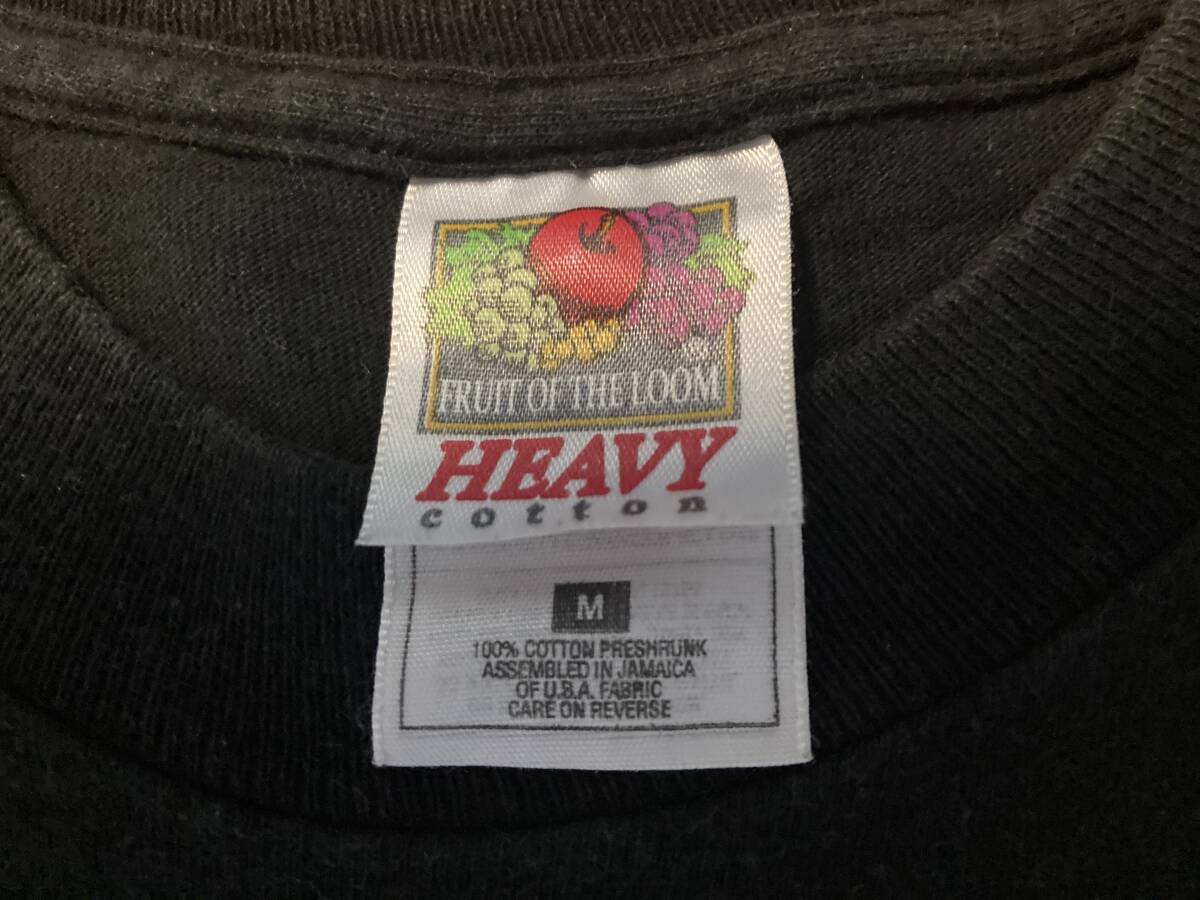 FRUIT OF THE LOOM
HEAVY
cotton
M
100% COTTON PRESHRUNK
ASSEMBLED IN JAMAICA
OF U.S.A. FABRIC
CARE ON REVERSE